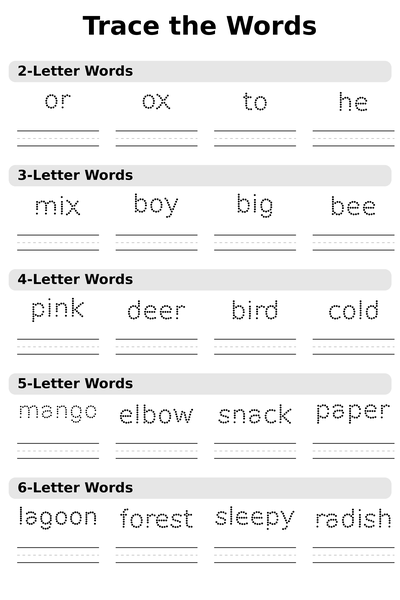 Trace the Words
2-Letter Words
or ox to he
3-Letter Words
mix boy big bee
4-Letter Words
pink deer bird cold
5-Letter Words
mango elbow snack paper
6-Letter Words
lagoon forest sleepy radish